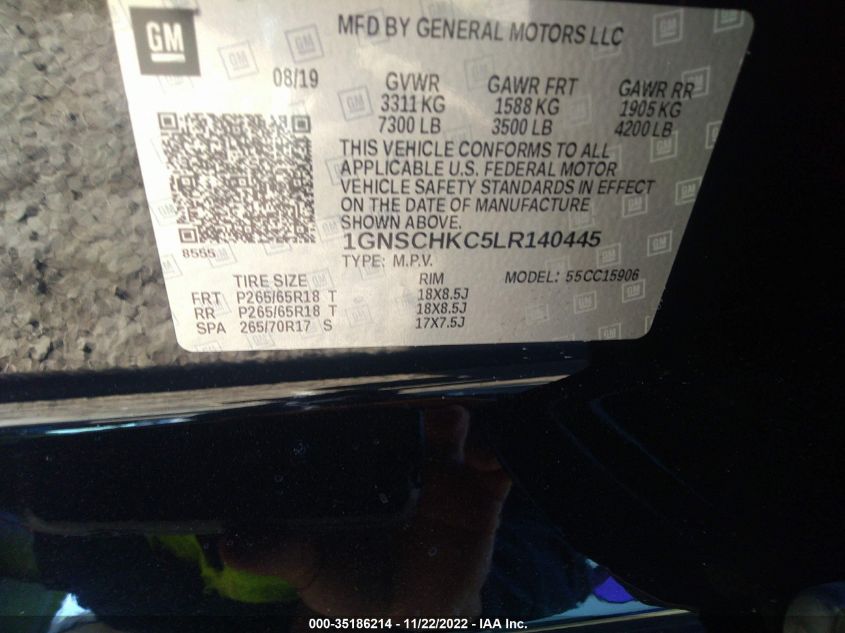 GM
MFD BY GENERAL MOTORS LLC
08/19 GVWR GAWR FRT GAWR RR
3311 KG 1588 KG 1905 KG
7300 LB 3500 LB 4200 LB
THIS VEHICLE CONFORMS TO ALL
APPLICABLE U.S. FEDERAL MOTOR
VEHICLE SAFETY STANDARDS IN EFFECT
ON THE DATE OF MANUFACTURE
SHOWN ABOVE.
8555
1GNSCHKC5LR140445
TYPE: M.P.V. MODEL: 55CC15906
TIRE SIZE RIM
FRT P265/65R18 T 18X8.5J
RR P265/65R18 T 18X8.5J
SPA 265/70R17 S 17X7.5J
000-35186214 - 11/22/2022 - IAA Inc.